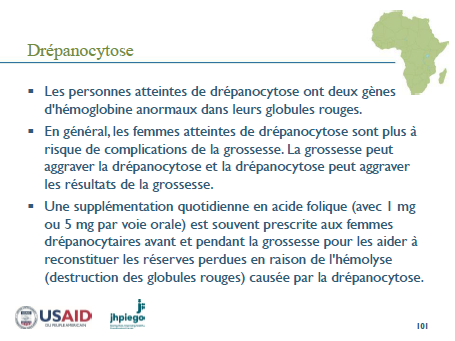 Drépanocytose
▪ Les personnes atteintes de drépanocytose ont deux gènes
d'hémoglobine anormaux dans leurs globules rouges.
▪ En général, les femmes atteintes de drépanocytose sont plus à
risque de complications de la grossesse. La grossesse peut
aggraver la drépanocytose et la drépanocytose peut aggraver
les résultats de la grossesse.
▪ Une supplémentation quotidienne en acide folique (avec 1 mg
ou 5 mg par voie orale) est souvent prescrite aux femmes
drépanocytaires avant et pendant la grossesse pour les aider à
reconstituer les réserves perdues en raison de l'hémolyse
(destruction des globules rouges) causée par la drépanocytose.
USAID
jhpiego
101